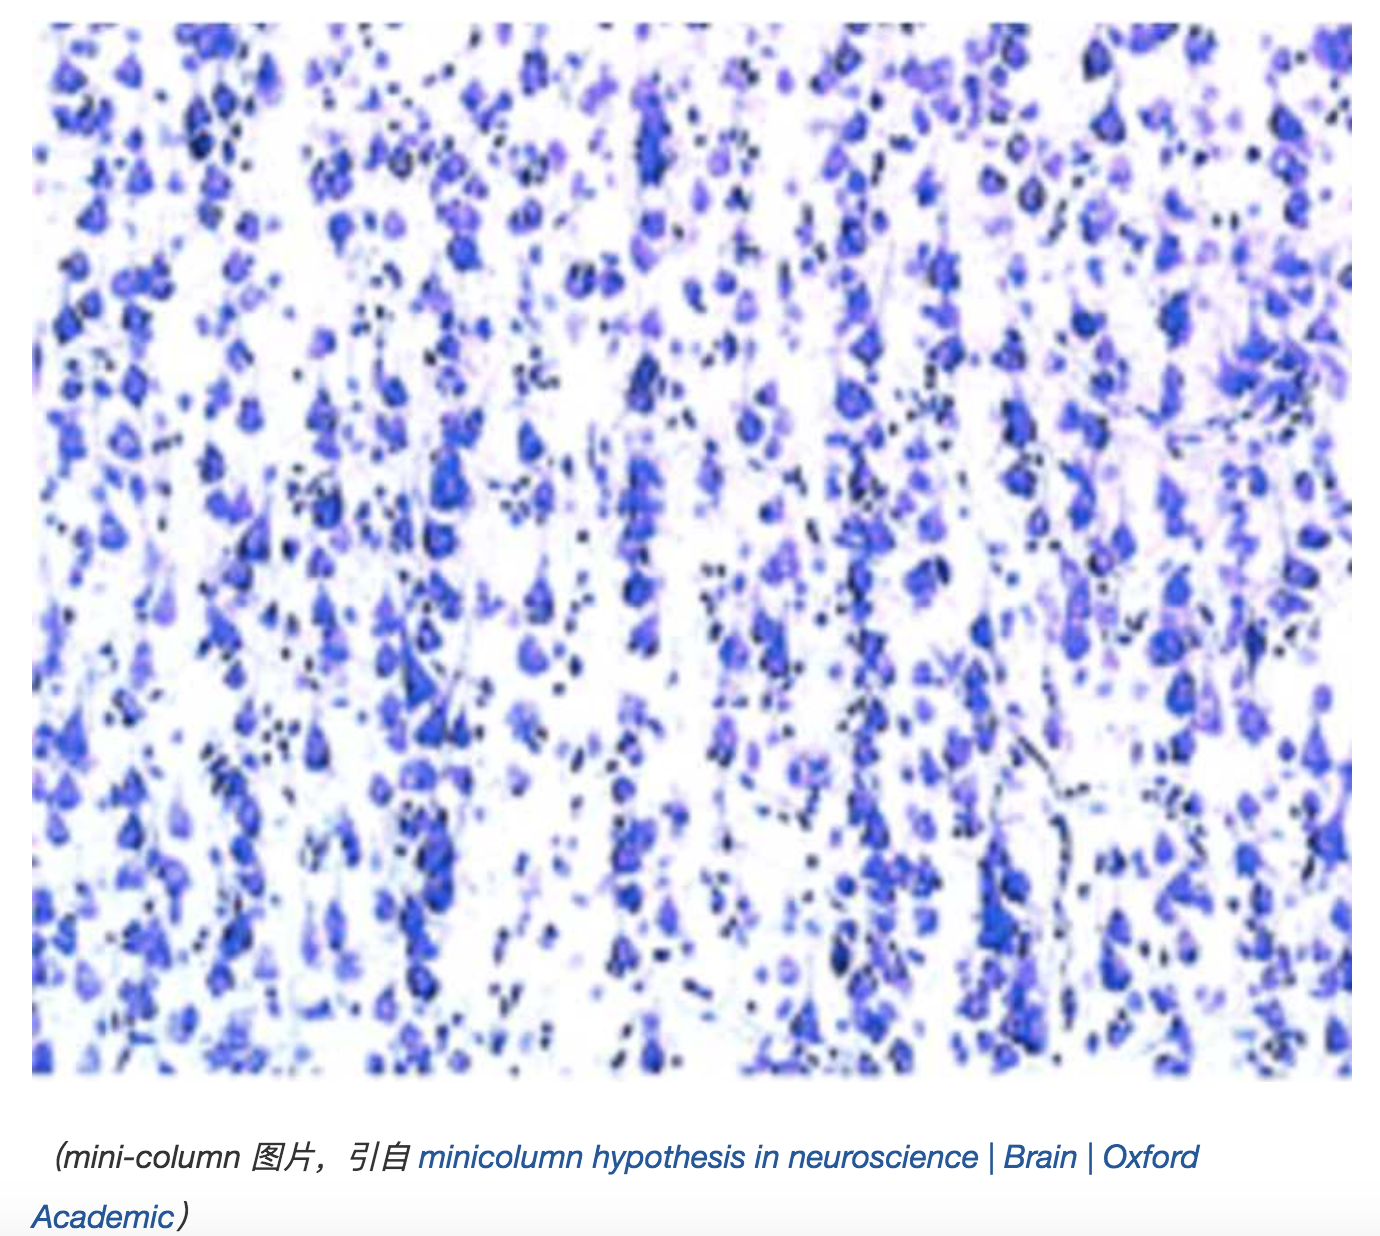 （mini-column 图片，引自 minicolumn hypothesis in neuroscience | Brain | Oxford
Academic）